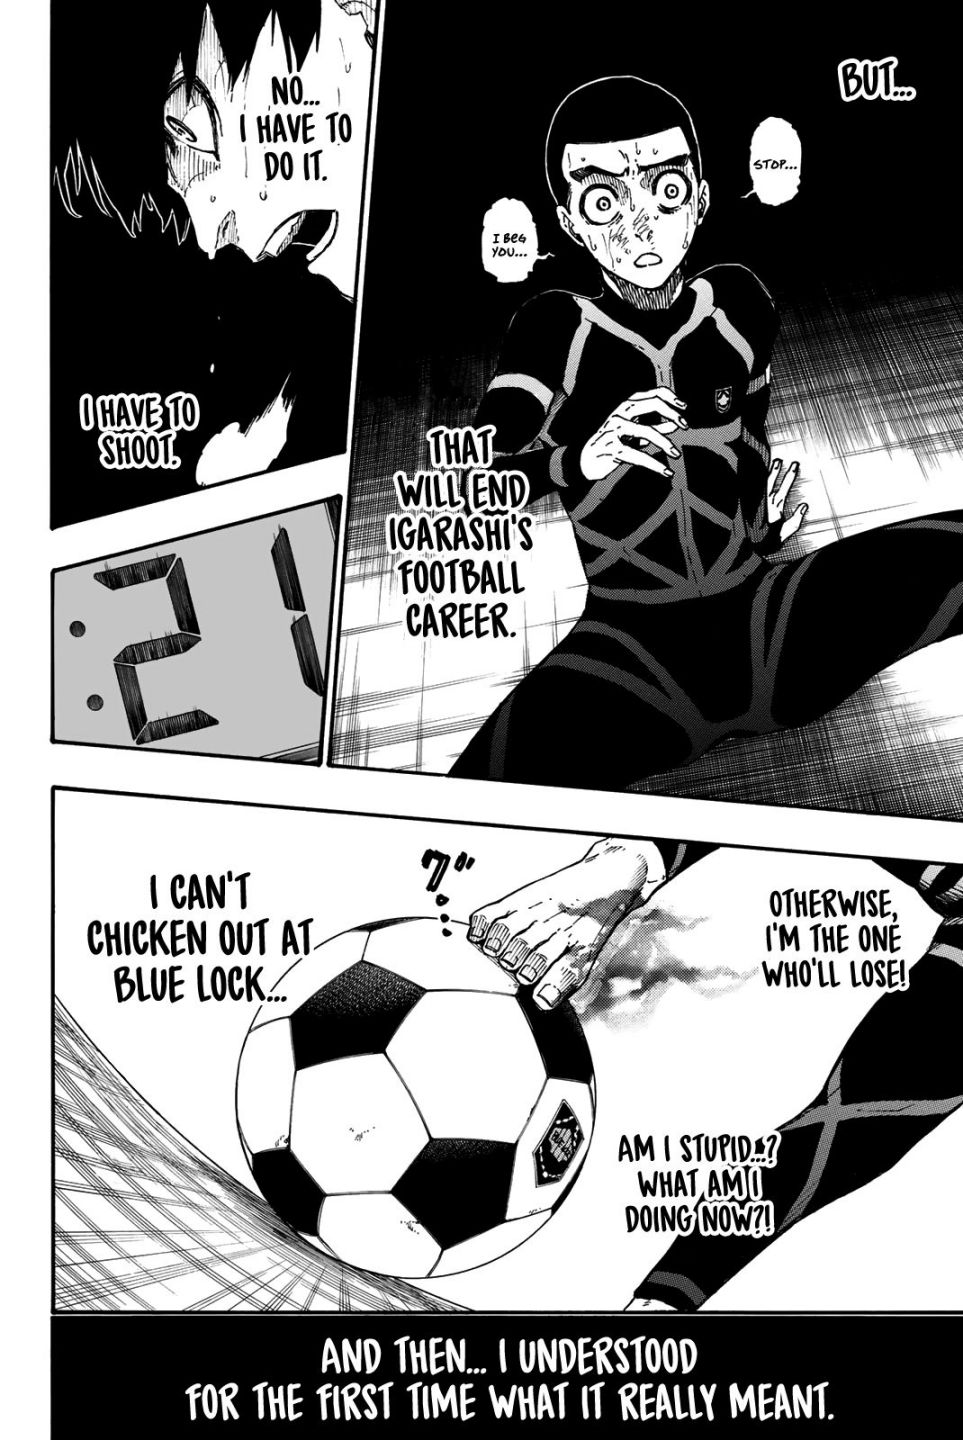 BUT...
STOP...
I BEG
YOU...
THAT
WILL END
IGARASHI'S
FOOTBALL
CAREER.
NO...
I HAVE TO
DO IT.
I HAVE TO
SHOOT.
:21
OTHERWISE,
I'M THE ONE
WHO'LL LOSE!
グ
I CAN'T
CHICKEN OUT AT
BLUE LOCK...
AM I STUPID...?
WHAT AM I
DOING NOW?!
AND THEN... I UNDERSTOOD
FOR THE FIRST TIME WHAT IT REALLY MEANT.